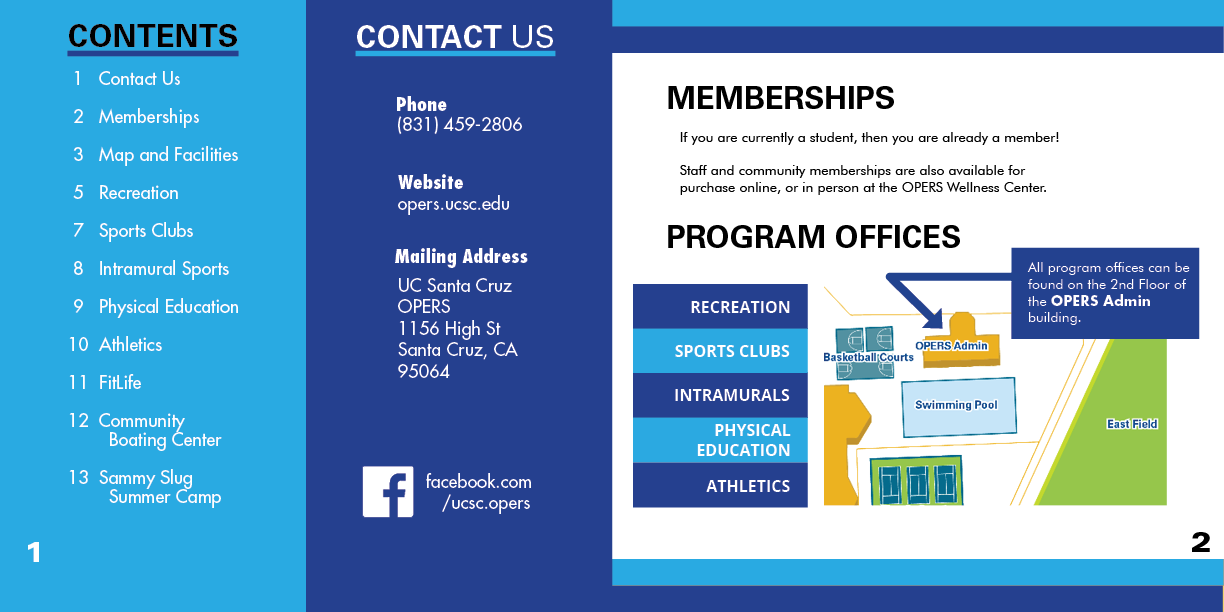 CONTENTS
1 Contact Us
2 Memberships
3 Map and Facilities
5 Recreation
7 Sports Clubs
8 Intramural Sports
9 Physical Education
10 Athletics
11 FitLife
12 Community
Boating Center
13 Sammy Slug
Summer Camp
1
CONTACT US
Phone
(831) 459-2806
Website
opers.ucsc.edu
Mailing Address
UC Santa Cruz
OPERS
1156 High St
Santa Cruz, CA
95064
facebook.com
/ucsc.opers
MEMBERSHIPS
If you are currently a student, then you are already a member!
Staff and community memberships are also available for
purchase online, or in person at the OPERS Wellness Center.
PROGRAM OFFICES
RECREATION
SPORTS CLUBS
INTRAMURALS
PHYSICAL
EDUCATION
ATHLETICS
All program offices can be
found on the 2nd Floor of
the OPERS Admin
building.
OPERS Admin
Basketball Courts
Swimming Pool
East Field
2